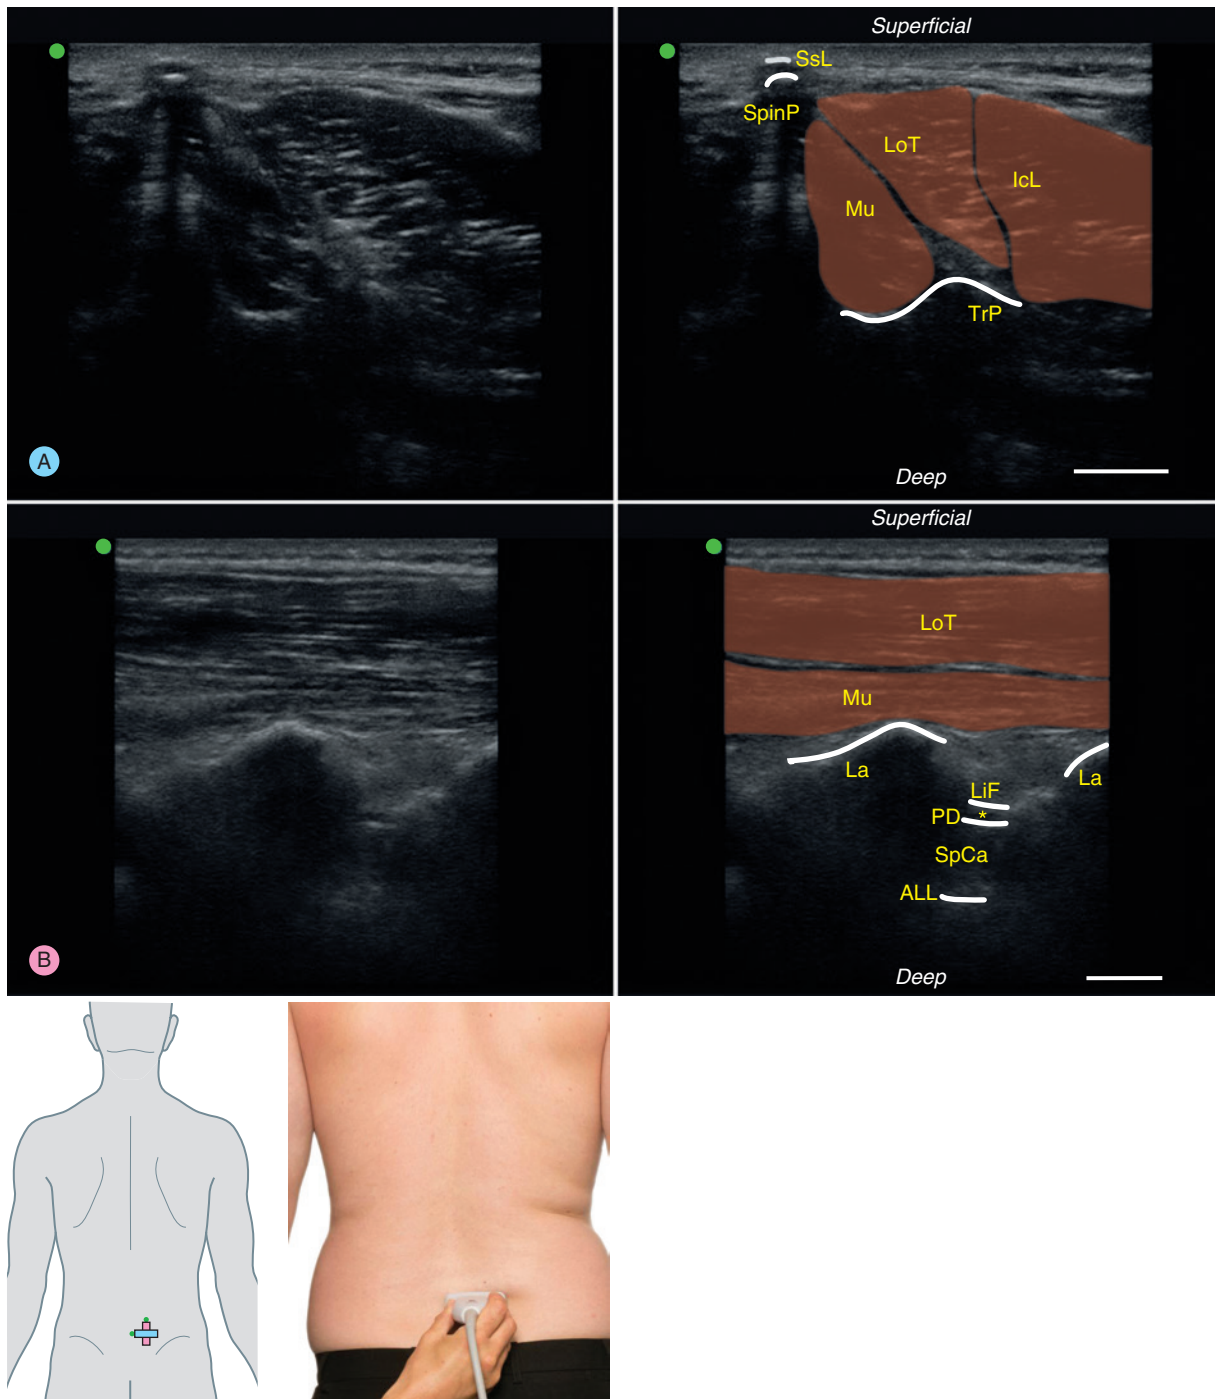 Superficial
SsL
SpinP
LoT
IcL
Mu
TrP
A
Deep
Superficial
LoT
Mu
La
La
LiF
PD
*
SpCa
ALL
B
Deep